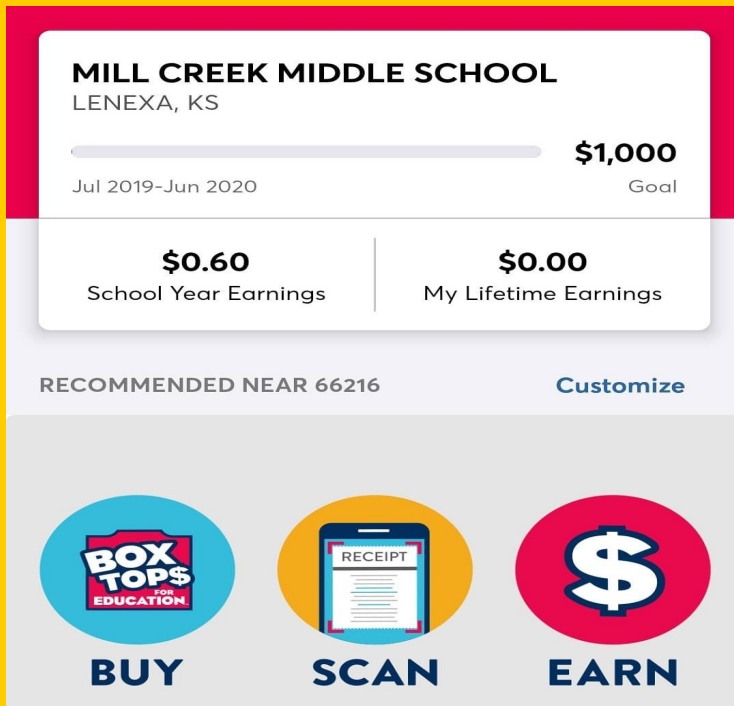 MILL CREEK MIDDLE SCHOOL
LENEXA, KS
$1,000
Jul 2019-Jun 2020 Goal
$0.60 $0.00
School Year Earnings My Lifetime Earnings
RECOMMENDED NEAR 66216 Customize
BOX
TOP$
FOR
EDUCATION
RECEIPT
$
BUY SCAN EARN